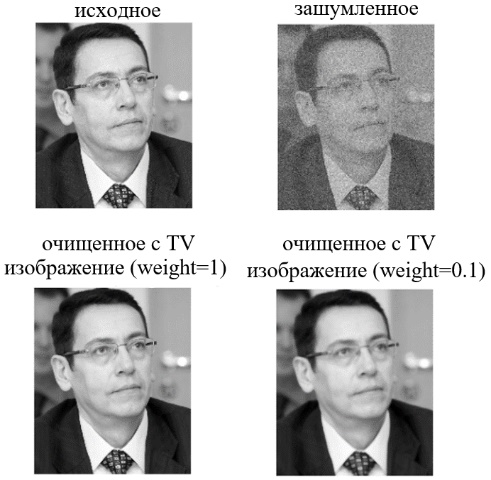 исходное
зашумленное
очищенное с TV
изображение (weight=1)
очищенное с TV
изображение (weight=0.1)